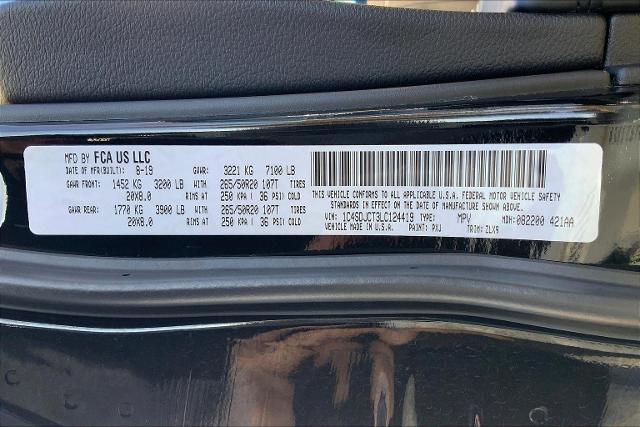 MFD BY FCA US LLC
DATE OF MFR(BUILT): 8-19 GAWR: 3221 KG 7100 LB
GAWR FRONT: 1452 KG 3200 LB WITH 265/50R20 107T TIRES
20X8.0 RIMS AT 250 KPA ( 36 PSI) COLD
GAWR REAR: 1770 KG 3900 LB WITH 265/50R20 107T TIRES
20X8.0 RIMS AT 250 KPA ( 36 PSI) COLD
THIS VEHICLE CONFORMS TO ALL APPLICABLE U.S.A. FEDERAL MOTOR VEHICLE SAFETY
STANDARDS IN EFFECT ON THE DATE OF MANUFACTURE SHOWN ABOVE.
VIN: 1C4SDJCT3LC124419 TYPE: MPV MDH: 082200 421AA
VEHICLE MADE IN U.S.A. PAINT: PXJ TRIM: ZLX9